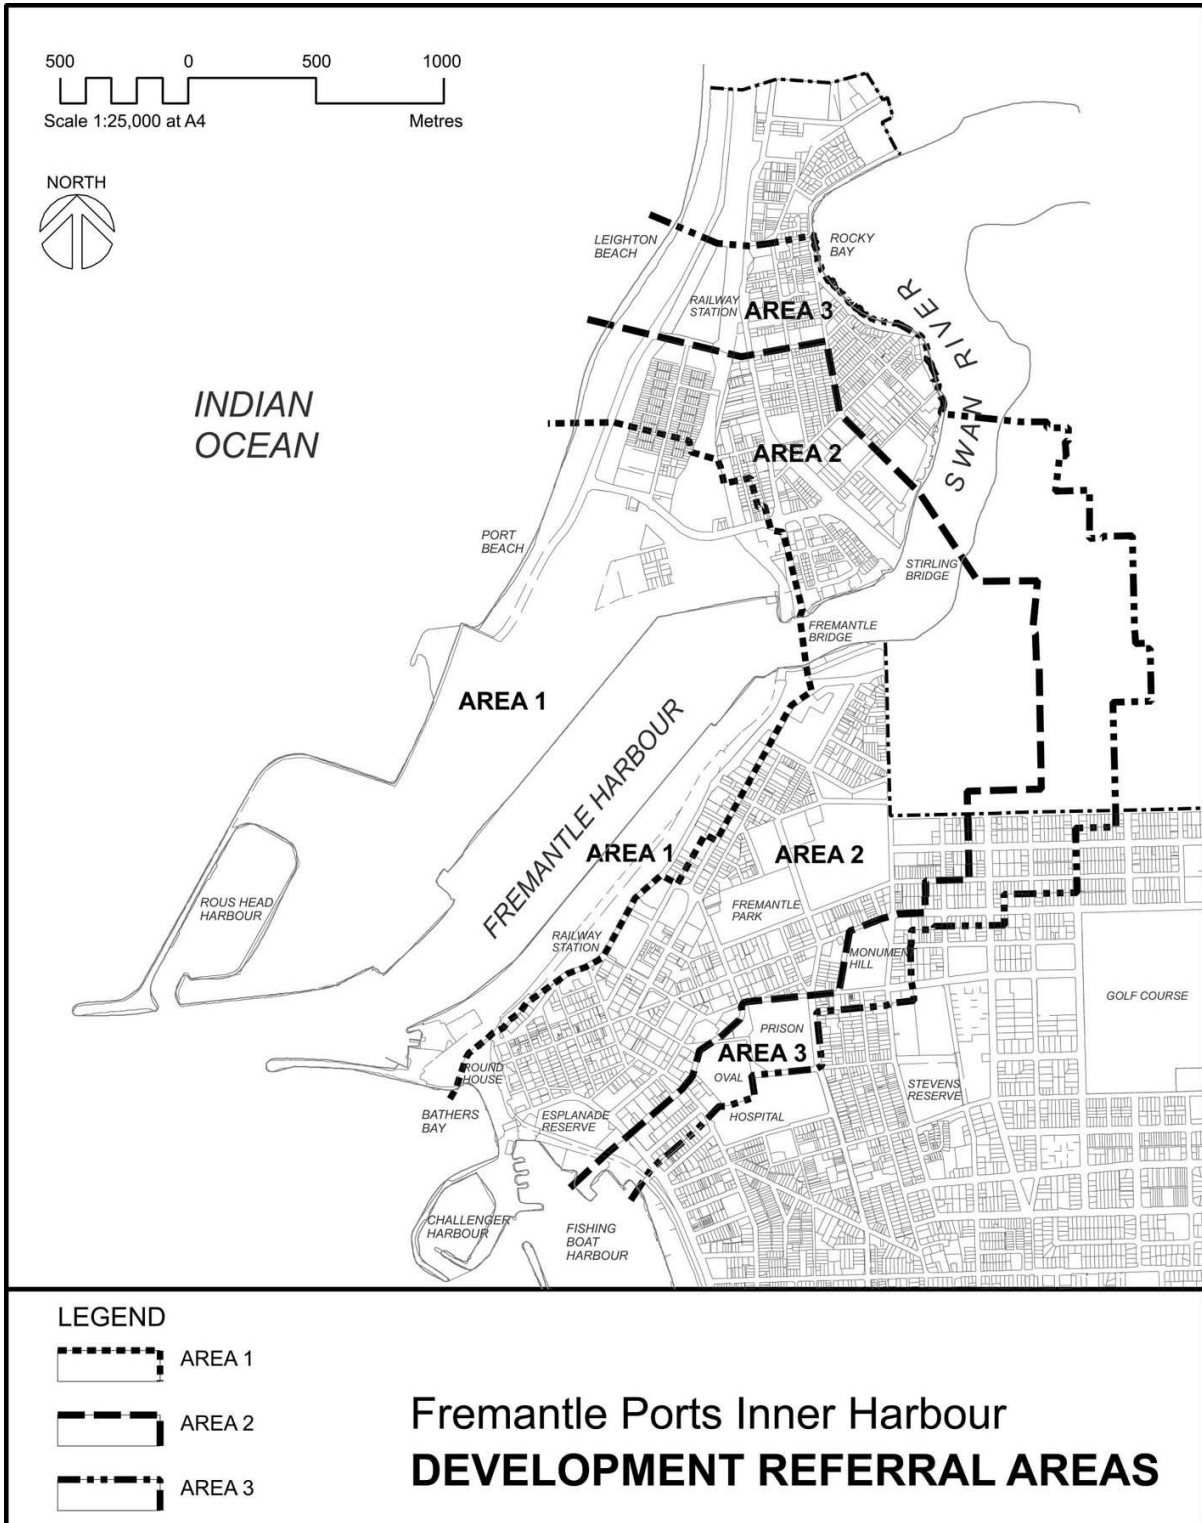 500 0 500 1000
Scale 1:25,000 at A4 Metres
NORTH
LEIGHTON
BEACH
ROCKY
BAY
RAILWAY
STATION
AREA 3
SWAN RIVER
INDIAN
OCEAN
AREA 2
PORT
BEACH
STIRLING
BRIDGE
FREMANTLE
BRIDGE
AREA 1
FREMANTLE HARBOUR
AREA 1
AREA 2
ROUS HEAD
HARBOUR
FREMANTLE
PARK
RAILWAY
STATION
MONUMENT
HILL
GOLF COURSE
PRISON
AREA 3
OVAL
ROUND
HOUSE
STEVENS
RESERVE
BATHERS
BAY
ESPLANADE
RESERVE
HOSPITAL
CHALLENGER
HARBOUR
FISHING
BOAT
HARBOUR
LEGEND
AREA 1
AREA 2
AREA 3
Fremantle Ports Inner Harbour
DEVELOPMENT REFERRAL AREAS